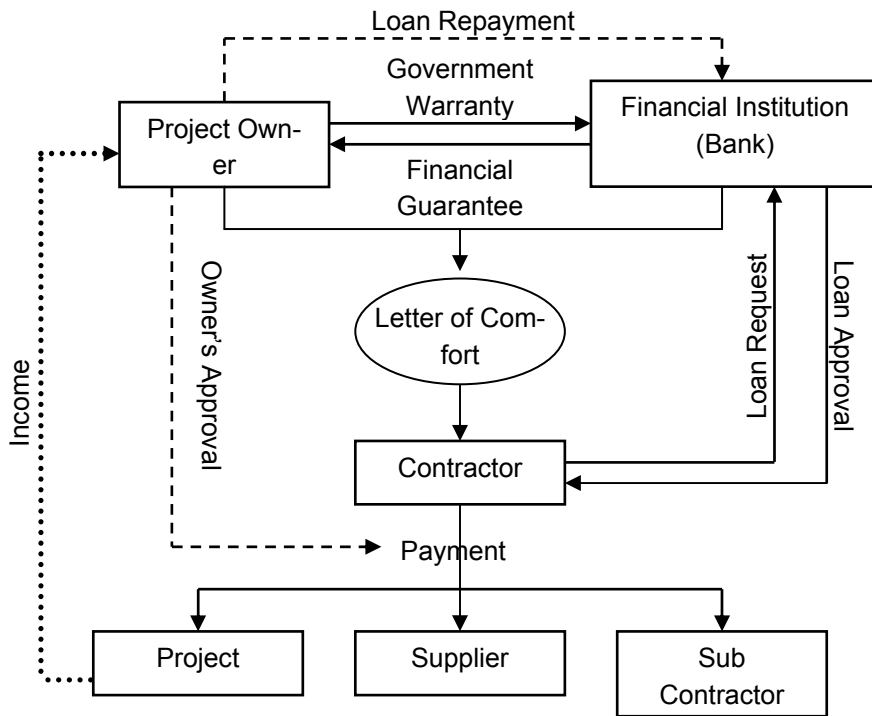 Loan Repayment
Government
Warranty
Project Own-
er
Financial Institution
(Bank)
Financial
Guarantee
Owner's Approval
Letter of Com-
fort
Loan Request
Loan Approval
Income
Contractor
Payment
Project
Supplier
Sub
Contractor